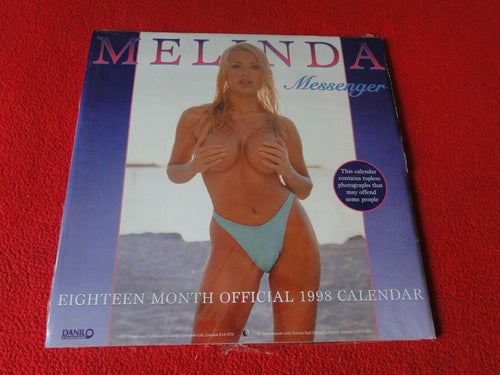 MELINDA
Messenger
This calendar
contains topless
photographs that
may offend
some people
EIGHTEEN MONTH OFFICIAL 1998 CALENDAR
DANILO